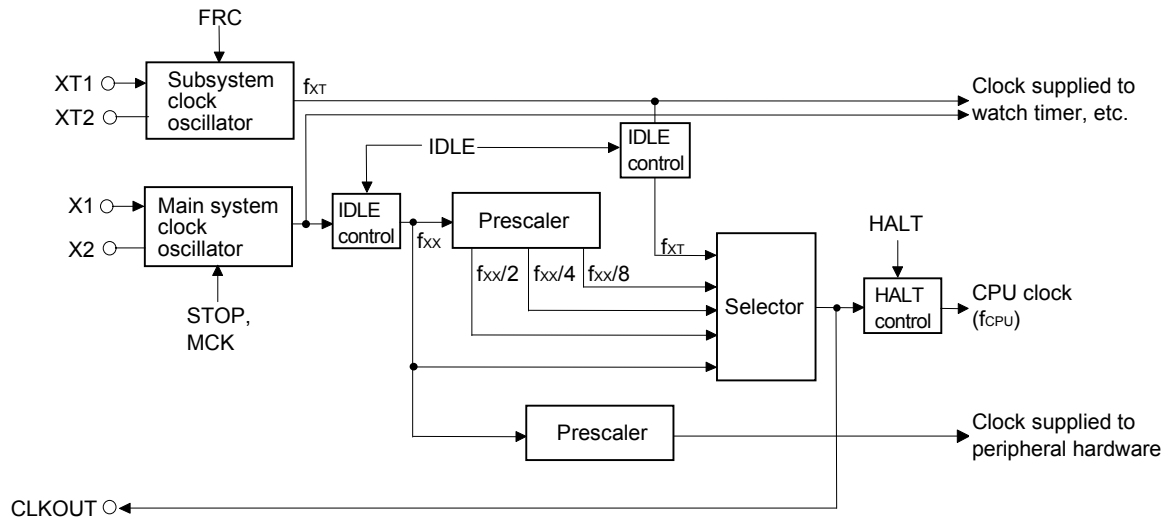 FRC
XT1
XT2
Subsystem
clock
oscillator
fXT
Clock supplied to
watch timer, etc.
IDLE
IDLE
control
X1
X2
Main system
clock
oscillator
IDLE
control
fXX
Prescaler
fXT
HALT
fXX/2 fXX/4 fXX/8
Selector
HALT
control
CPU clock
(fCPU)
STOP,
MCK
Prescaler
Clock supplied to
peripheral hardware
CLKOUT